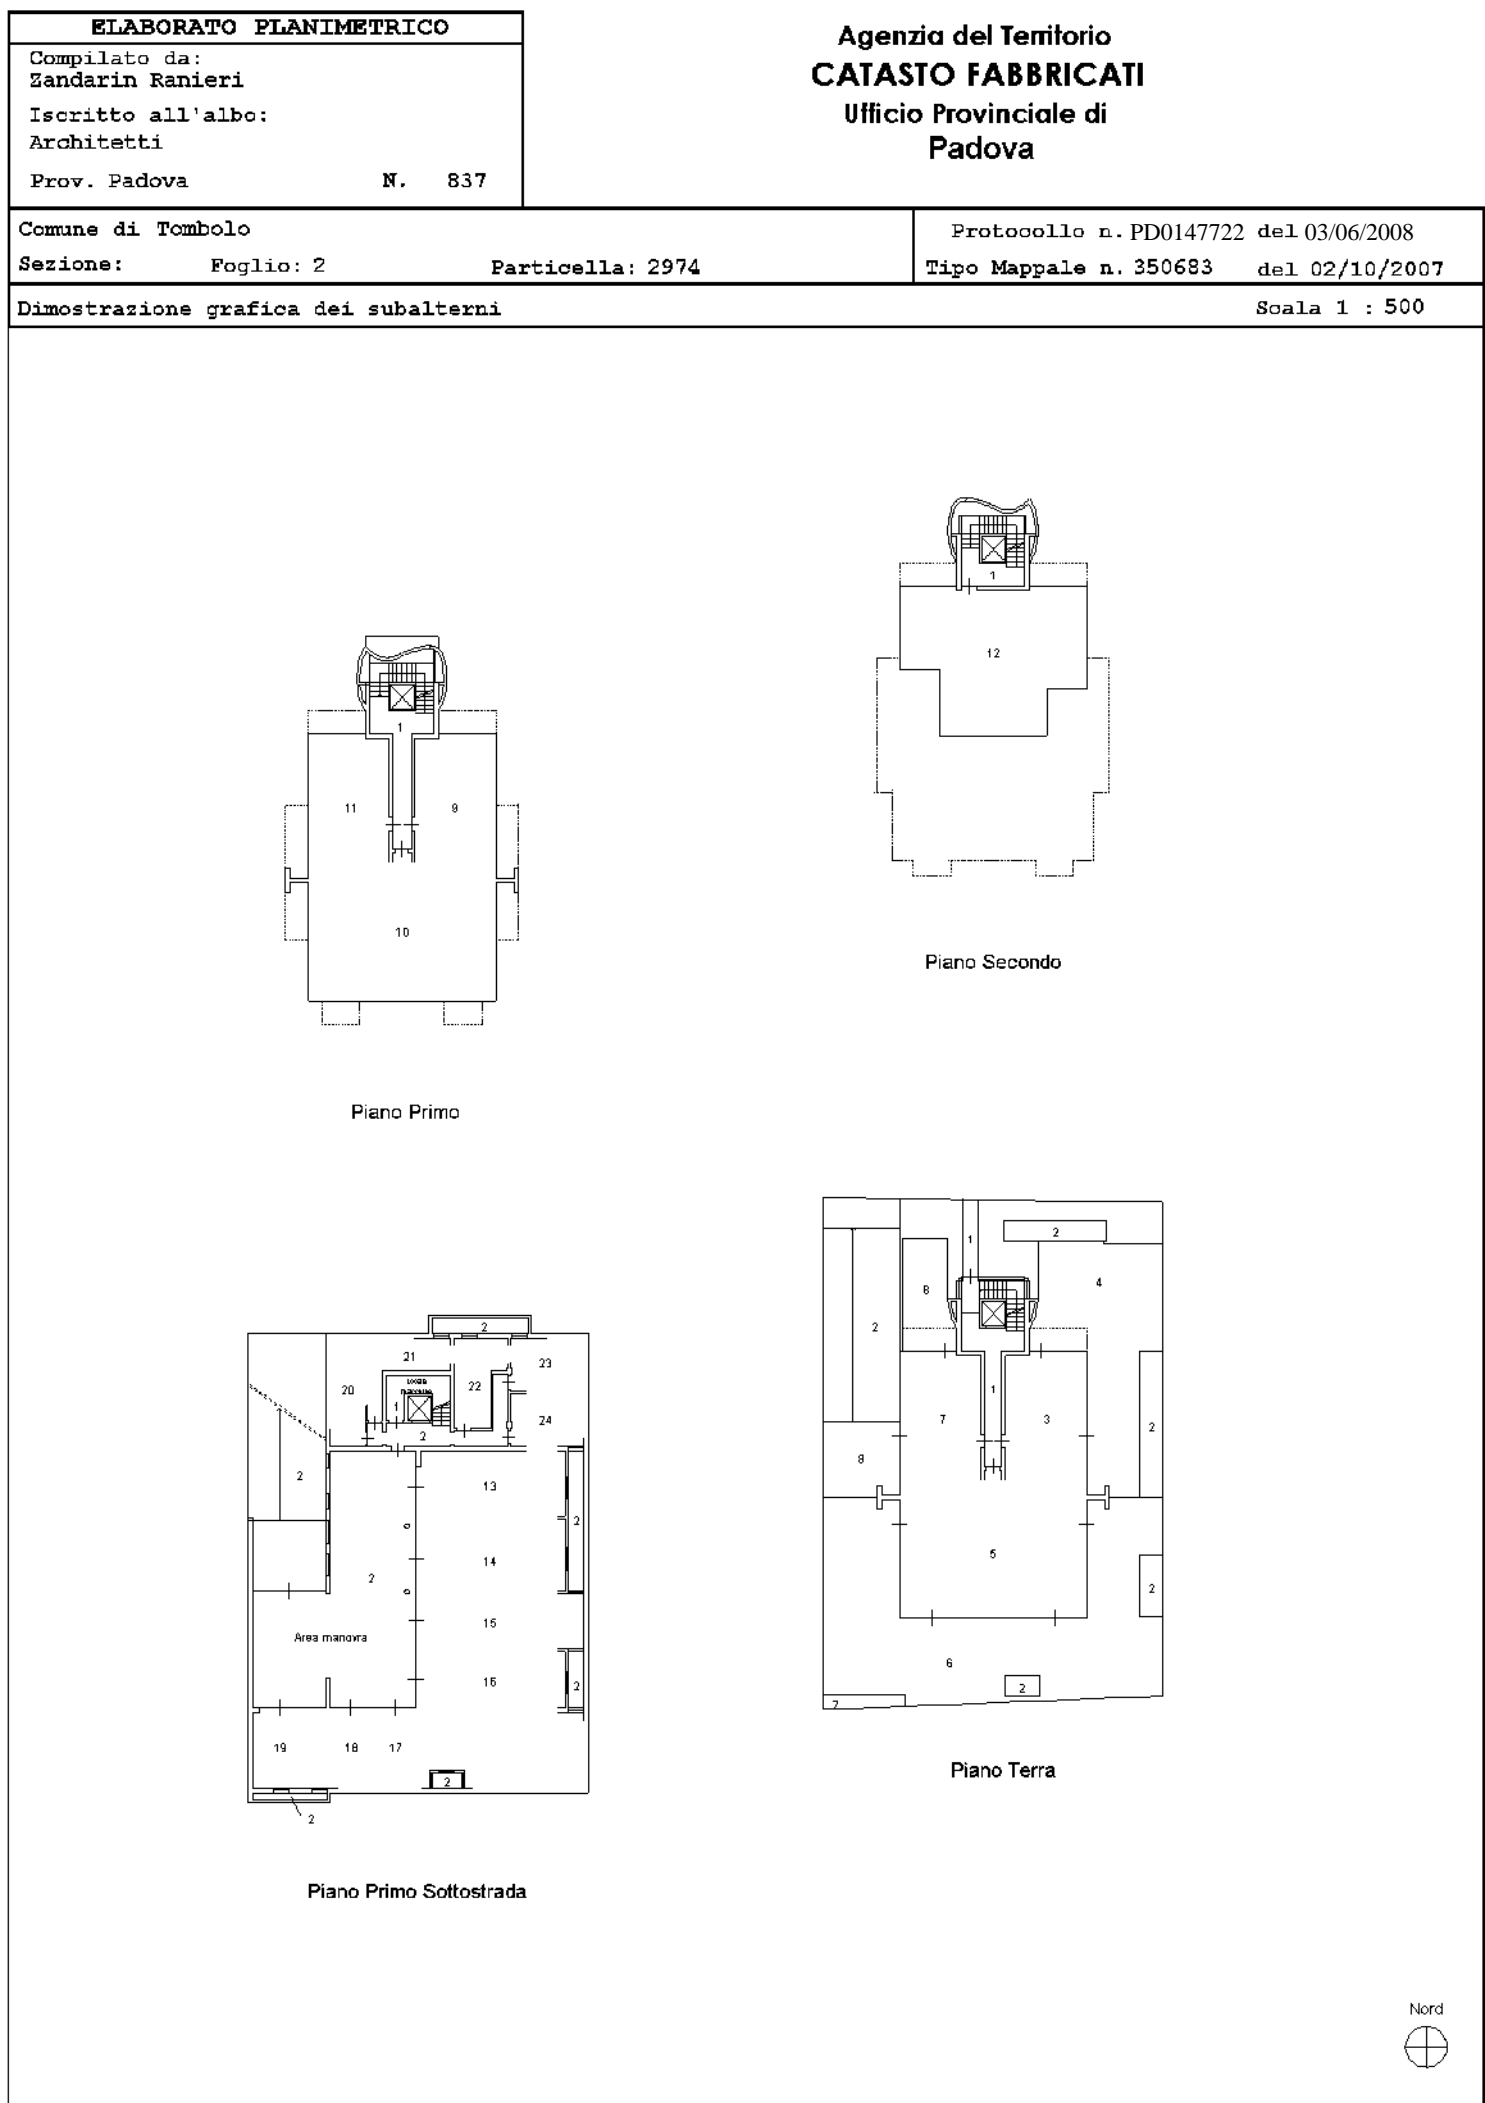 ELABORATO PLANIMETRICO
Compilato da:
Zandarin Ranieri
Iscritto all'albo:
Architetti
Prov. Padova N. 837
Agenzia del Territorio
CATASTO FABBRICATI
Ufficio Provinciale di
Padova
Comune di Tombolo
Sezione: Foglio: 2 Particella: 2974
Protocollo n. PD0147722 del 03/06/2008
Tipo Mappale n. 350683 del 02/10/2007
Dimostrazione grafica dei subalterni Scala 1 : 500
1
12
Piano Secondo
1
11 9
10
Piano Primo
1 2
4
8
2
1
7 3
2
8
5
2
6
2
7
Piano Terra
2
21 23
20 22
1
24
2
13
2
2
14
2
15
Area manovra
16
2
19 18 17
2
2
Piano Primo Sottostrada
Nord